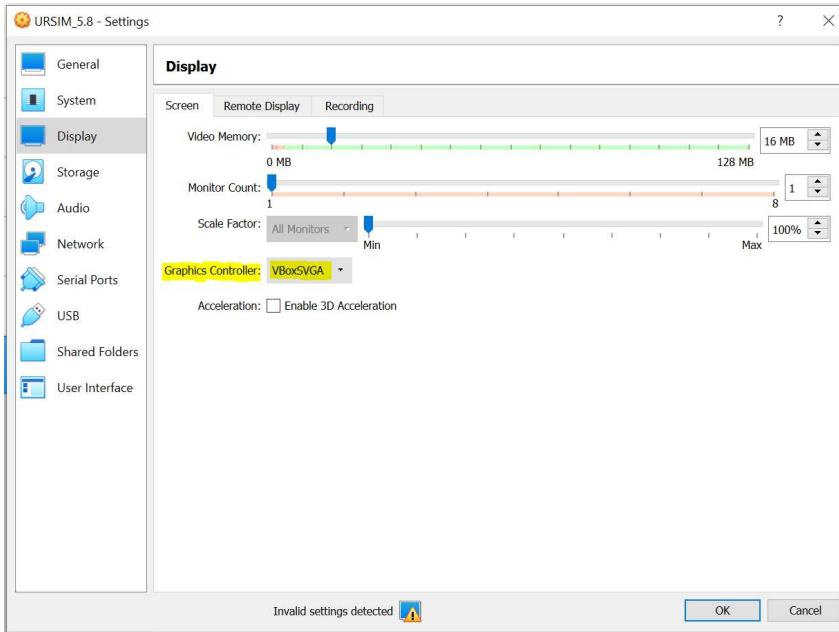 URSIM_5.8 - Settings ?
General
System
Display
Storage
Audio
Network
Serial Ports
USB
Shared Folders
User Interface
Display
Screen Remote Display Recording
Video Memory: 16 MB
0 MB 128 MB
Monitor Count: 1
1 8
Scale Factor: All Monitors 100%
Min Max
Graphics Controller: VBoxSVGA
Acceleration: Enable 3D Acceleration
Invalid settings detected OK Cancel